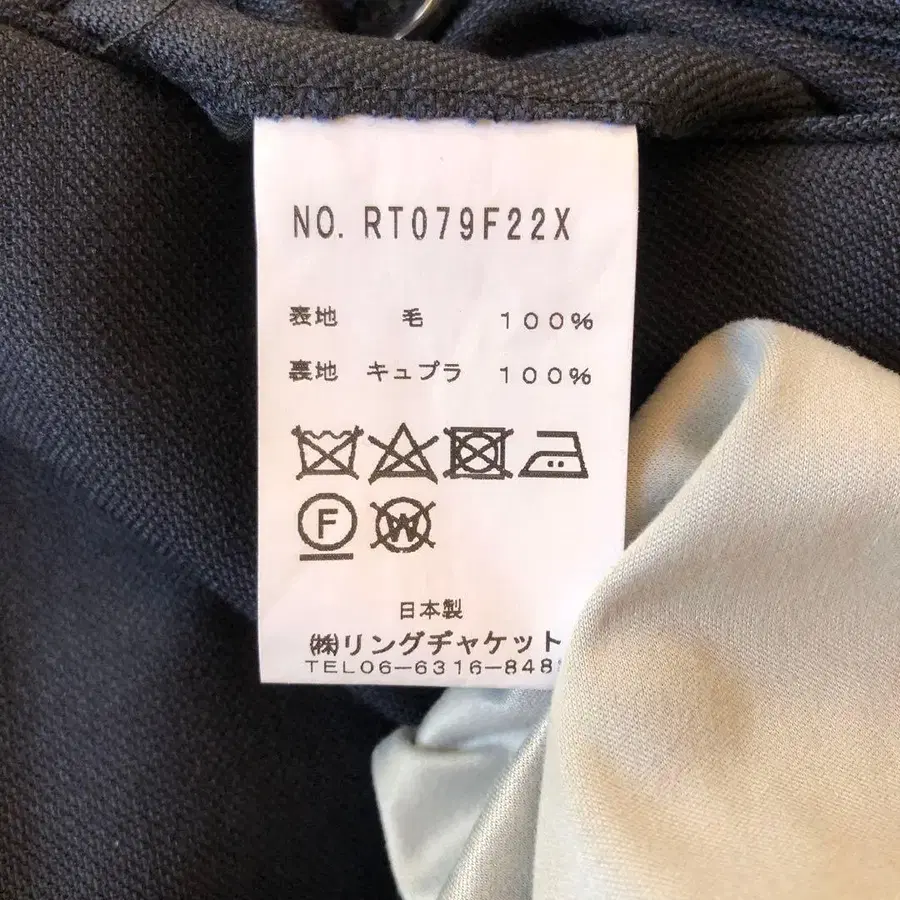 NO. RT079F22X
表地 毛 100%
裏地 キュプラ 100%
F W
日本製
㈱リングヂャケット
TEL06-6316-848